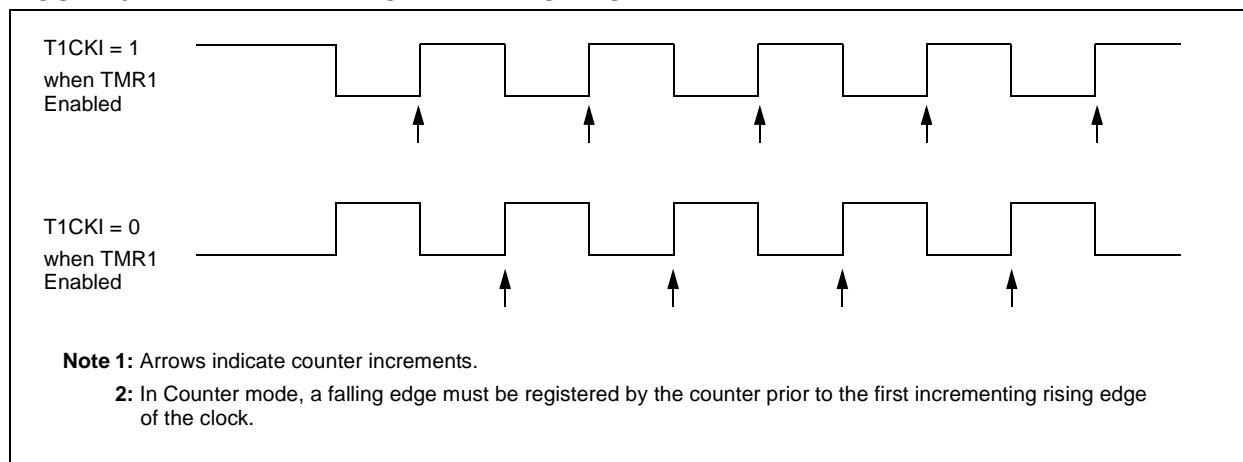 T1CKI = 1
when TMR1
Enabled
T1CKI = 0
when TMR1
Enabled
Note 1: Arrows indicate counter increments.
2: In Counter mode, a falling edge must be registered by the counter prior to the first incrementing rising edge
of the clock.